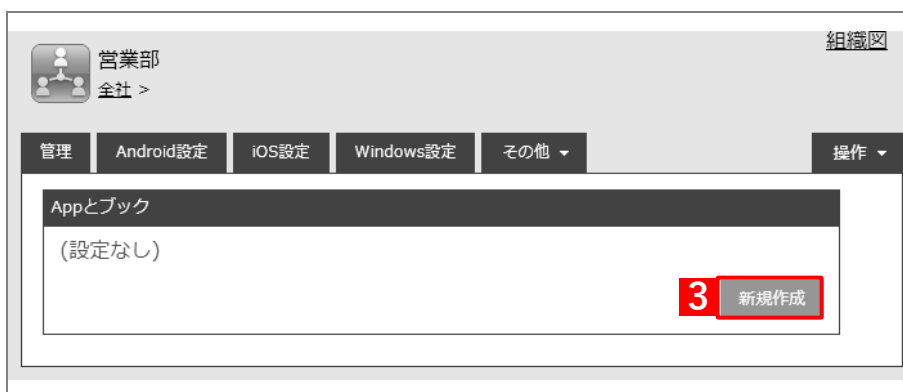 組織図
営業部
全社 >
管理 Android設定 iOS設定 Windows設定 その他 操作
Appとブック
(設定なし)
3 新規作成